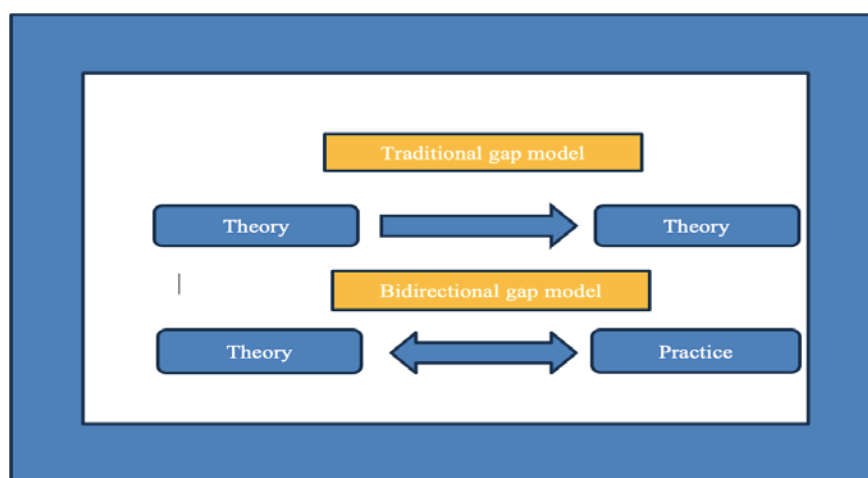 Traditional gap model
Theory Theory
Bidirectional gap model
Theory Practice